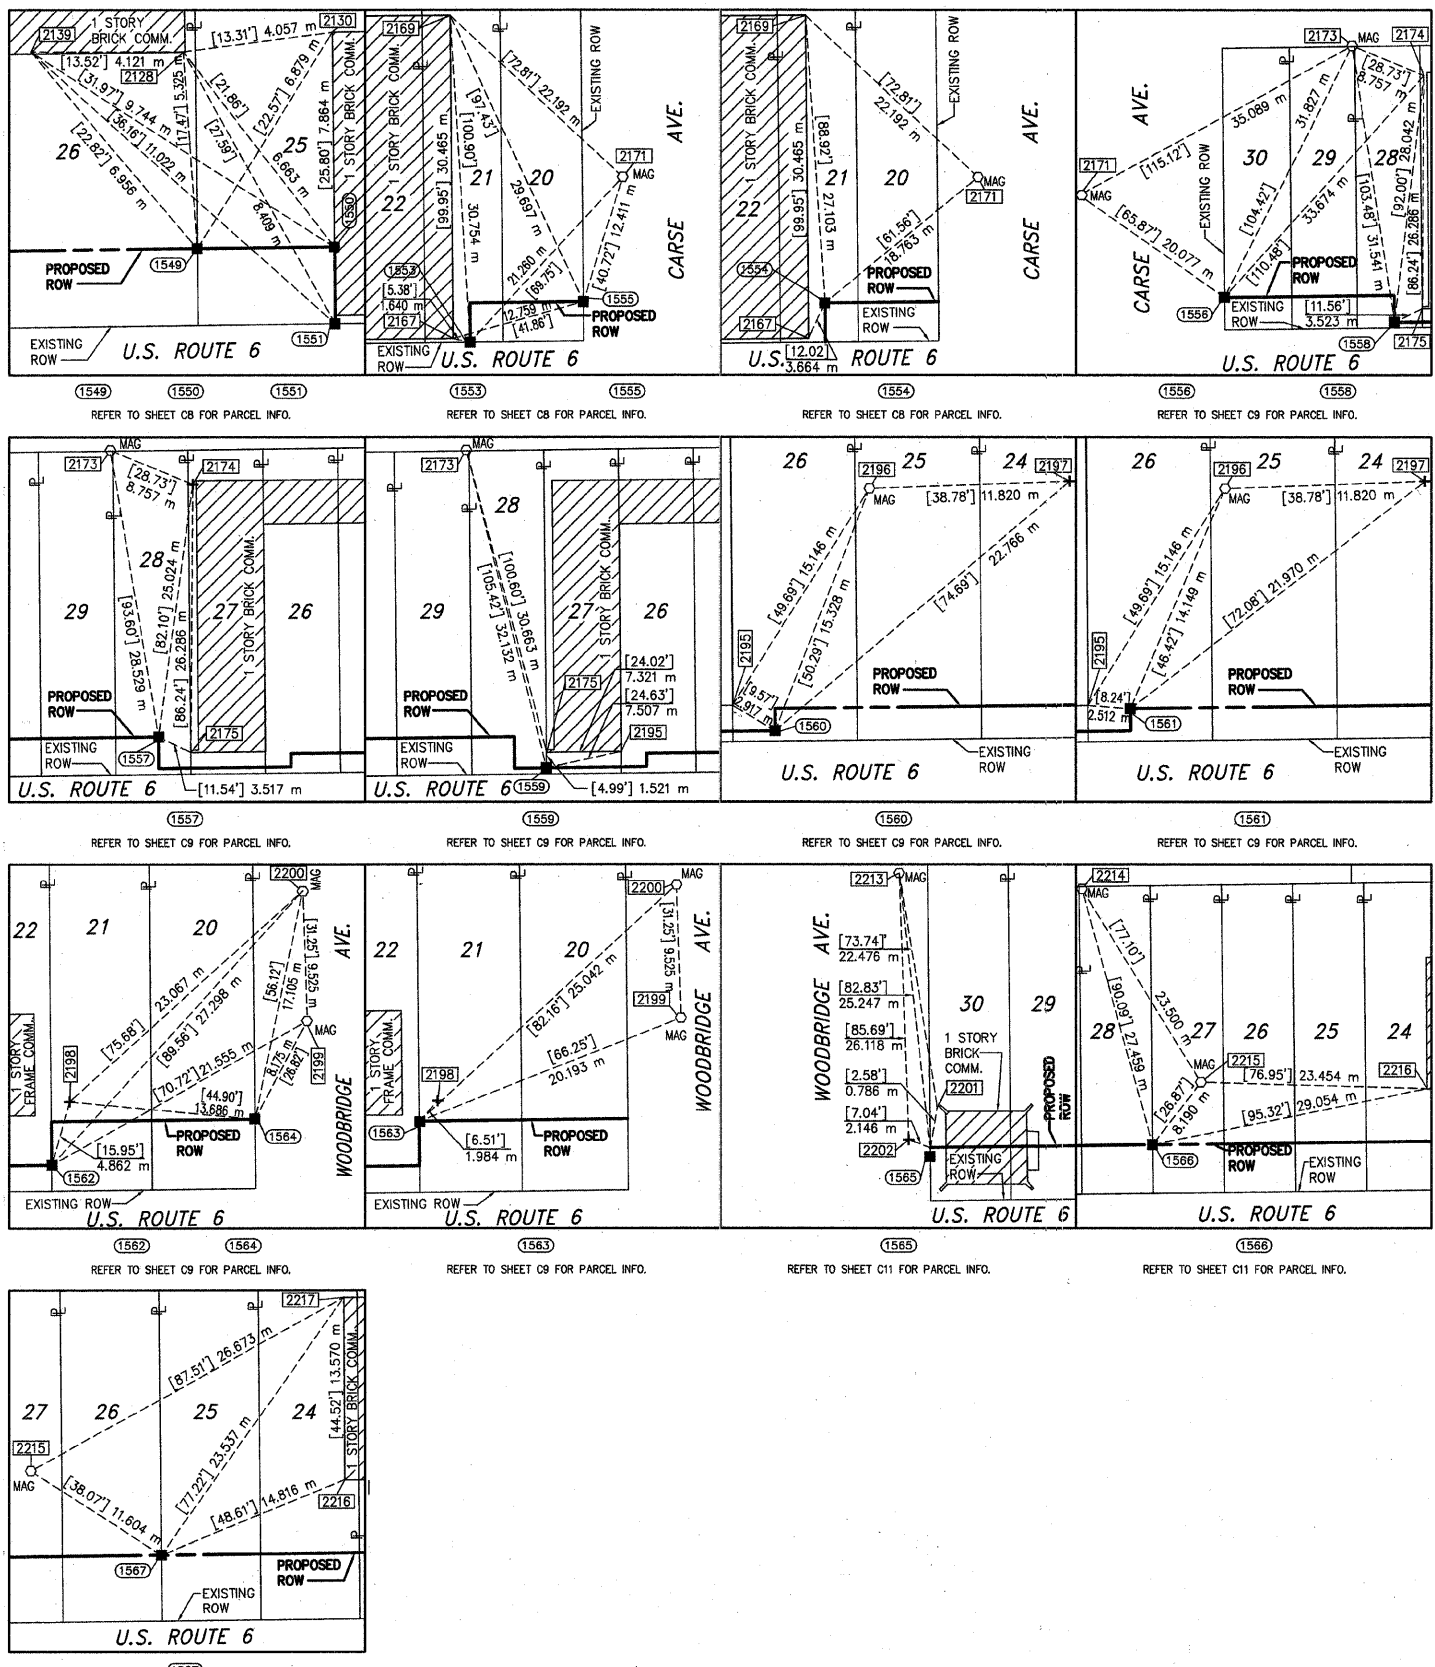 1 STORY
BRICK COMM.
2139
2130
[13.31'] 4.057 m
[13.52'] 4.121 m
2128
[31.97'] 9.744 m
[36.16'] 11.022 m
[22.82'] 6.956 m
[17.47'] 5.325 m
[21.86'] 6.663 m
[27.59'] 8.409 m
[22.57'] 6.879 m
[25.80'] 7.864 m
1 STORY BRICK COMM.
26
25
1550
1549
1551
PROPOSED
ROW
EXISTING
ROW
U.S. ROUTE 6
1549 1550 1551
REFER TO SHEET C8 FOR PARCEL INFO.
2169
1 STORY BRICK COMM.
[72.81'] 22.192 m
[97.43'] 29.697 m
[100.90'] 30.754 m
[99.95'] 30.465 m
EXISTING ROW
CARSE AVE.
2171
MAG
22
21
20
[40.72'] 12.411 m
21.260 m
[69.75']
1553
[5.38']
1.640 m
2167
12.759 m
[41.86']
1555
PROPOSED
ROW
EXISTING
ROW
U.S. ROUTE 6
1553 1555
REFER TO SHEET C8 FOR PARCEL INFO.
2169
1 STORY BRICK COMM.
[72.81']
22.192 m
[88.92'] 27.103 m
[99.95'] 30.465 m
EXISTING ROW
CARSE AVE.
MAG
2171
22
21
20
[61.56']
18.763 m
1554
2167
PROPOSED
ROW
EXISTING
ROW
[12.02]
3.664 m
U.S. ROUTE 6
1554
REFER TO SHEET C8 FOR PARCEL INFO.
2173
MAG
2174
[28.73']
8.757 m
35.089 m
[115.12']
31.827 m
[104.42']
33.674 m
[110.48']
[103.48'] 31.541 m
[92.00'] 28.042 m
[86.24'] 26.286 m
CARSE AVE.
2171
MAG
EXISTING ROW
30
29
28
[65.87'] 20.077 m
PROPOSED
ROW
1556
EXISTING
ROW
[11.56']
3.523 m
1558
2175
U.S. ROUTE 6
1556 1558
REFER TO SHEET C9 FOR PARCEL INFO.
MAG
2173
2174
[28.73']
8.757 m
28
29
27
26
1 STORY BRICK COMM.
[93.60'] 28.529 m
[82.10'] 25.024 m
[86.24'] 26.286 m
PROPOSED
ROW
EXISTING
ROW
1557
2175
U.S. ROUTE 6
[11.54'] 3.517 m
1557
REFER TO SHEET C9 FOR PARCEL INFO.
MAG
2173
28
29
27
26
1 STORY BRICK COMM.
[100.60'] 30.663 m
[105.42'] 32.132 m
[24.02']
7.321 m
2175
[24.63']
7.507 m
2195
PROPOSED
ROW
EXISTING
ROW
U.S. ROUTE 6
1559
[4.99'] 1.521 m
1559
REFER TO SHEET C9 FOR PARCEL INFO.
26
25
24
2196
MAG
2197
[38.78'] 11.820 m
[49.69'] 15.146 m
[50.29'] 15.328 m
[74.69'] 22.766 m
2195
[9.57']
2.917 m
PROPOSED
ROW
1560
EXISTING
ROW
U.S. ROUTE 6
1560
REFER TO SHEET C9 FOR PARCEL INFO.
26
25
24
2196
MAG
2197
[38.78'] 11.820 m
[49.69'] 15.146 m
[46.42'] 14.149 m
[72.08'] 21.970 m
2195
[8.24']
2.512 m
PROPOSED
ROW
1561
EXISTING
ROW
U.S. ROUTE 6
1561
REFER TO SHEET C9 FOR PARCEL INFO.
2200
MAG
22
21
20
[31.25'] 9.525 m
[56.12']
17.105 m
[75.68'] 23.067 m
[89.56'] 27.298 m
[70.72'] 21.555 m
8.175 m
[26.82']
MAG
2199
1 STORY
FRAME COMM.
2198
[44.90']
13.686 m
1564
PROPOSED
ROW
[15.95']
4.862 m
1562
WOODBRIDGE AVE.
EXISTING ROW
U.S. ROUTE 6
1562 1564
REFER TO SHEET C9 FOR PARCEL INFO.
MAG
2200
22
21
20
[31.25'] 9.525 m
[82.16'] 25.042 m
2199
MAG
[66.25']
20.193 m
1 STORY
FRAME COMM.
2198
1563
[6.51']
1.984 m
PROPOSED
ROW
WOODBRIDGE AVE.
EXISTING ROW
U.S. ROUTE 6
1563
REFER TO SHEET C9 FOR PARCEL INFO.
2213
MAG
WOODBRIDGE AVE.
[73.74]'
22.476 m
[82.83']
25.247 m
[85.69']
26.118 m
[2.58']
0.786 m
[7.04']
2.146 m
30
29
1 STORY
BRICK
COMM.
2201
2202
1565
PROPOSED
ROW
EXISTING
ROW
U.S. ROUTE 6
1565
REFER TO SHEET C11 FOR PARCEL INFO.
2214
MAG
[77.10']
23.500 m
[90.09'] 27.459 m
28
27
26
25
24
MAG
2215
[76.95'] 23.454 m
2216
[26.87']
8.190 m
[95.32'] 29.054 m
1566
PROPOSED
ROW
EXISTING
ROW
U.S. ROUTE 6
1566
REFER TO SHEET C11 FOR PARCEL INFO.
2217
[87.51'] 26.673 m
[44.52'] 13.570 m
1 STORY BRICK COMM.
27
26
25
24
2215
MAG
[77.22'] 23.537 m
[38.07'] 11.604 m
[48.61'] 14.816 m
2216
1567
PROPOSED
ROW
EXISTING
ROW
U.S. ROUTE 6